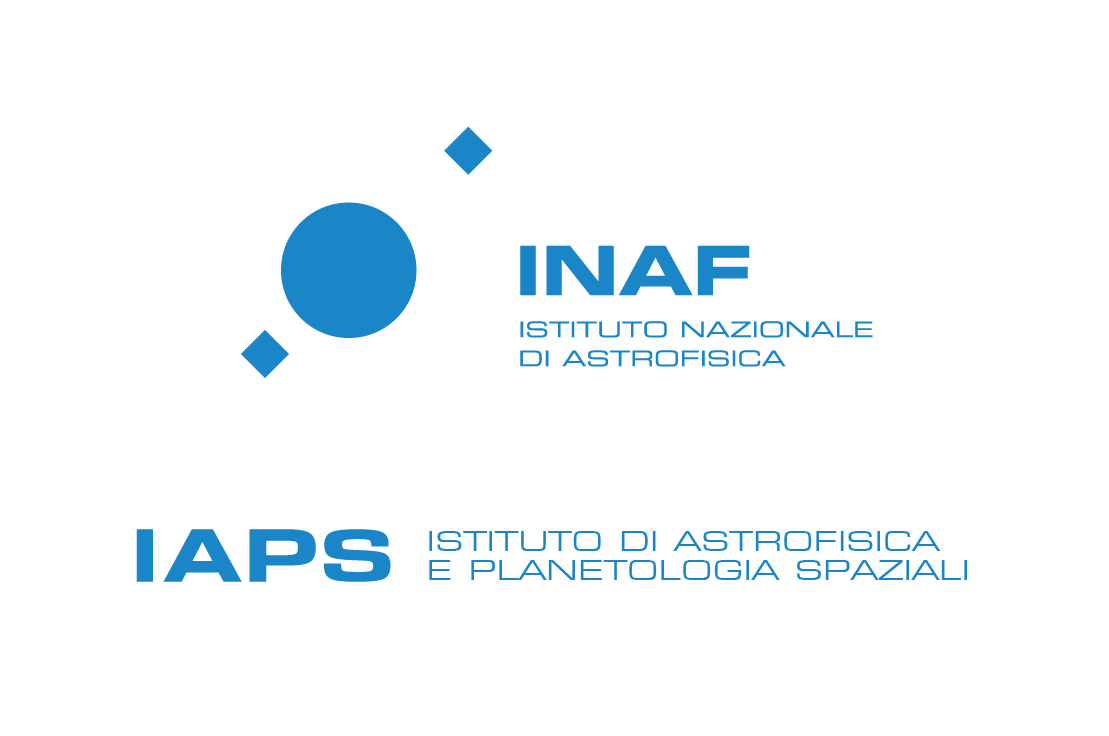 INAF
ISTITUTO NAZIONALE
DI ASTROFISICA
IAPS
ISTITUTO DI ASTROFISICA
E PLANETOLOGIA SPAZIALI